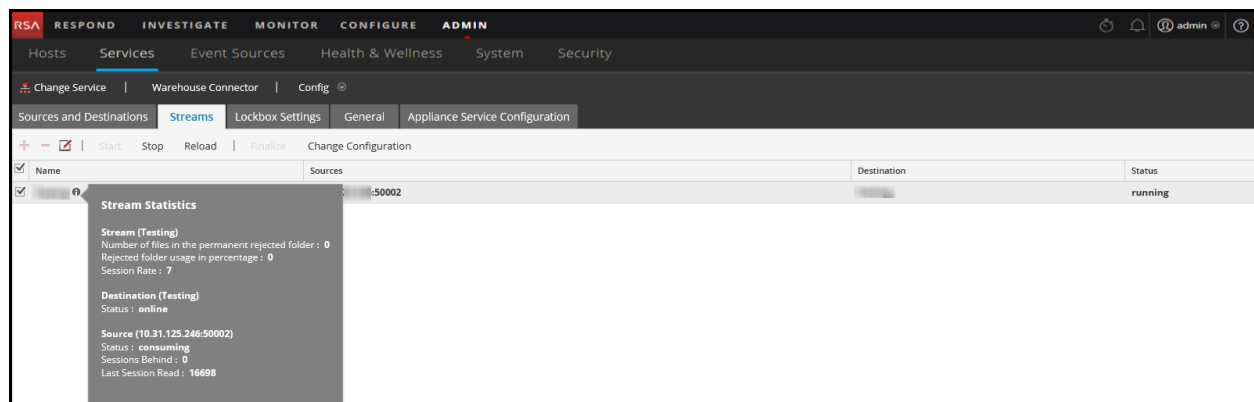 RSA RESPOND INVESTIGATE MONITOR CONFIGURE ADMIN admin
Hosts Services Event Sources Health & Wellness System Security
Change Service | Warehouse Connector | Config
Sources and Destinations Streams Lockbox Settings General Appliance Service Configuration
Start Stop Reload | Finalize Change Configuration
Name Sources Destination Status
:50002 running
Stream Statistics
Stream (Testing)
Number of files in the permanent rejected folder : 0
Rejected folder usage in percentage : 0
Session Rate : 7
Destination (Testing)
Status : online
Source (10.31.125.246:50002)
Status : consuming
Sessions Behind : 0
Last Session Read : 16698